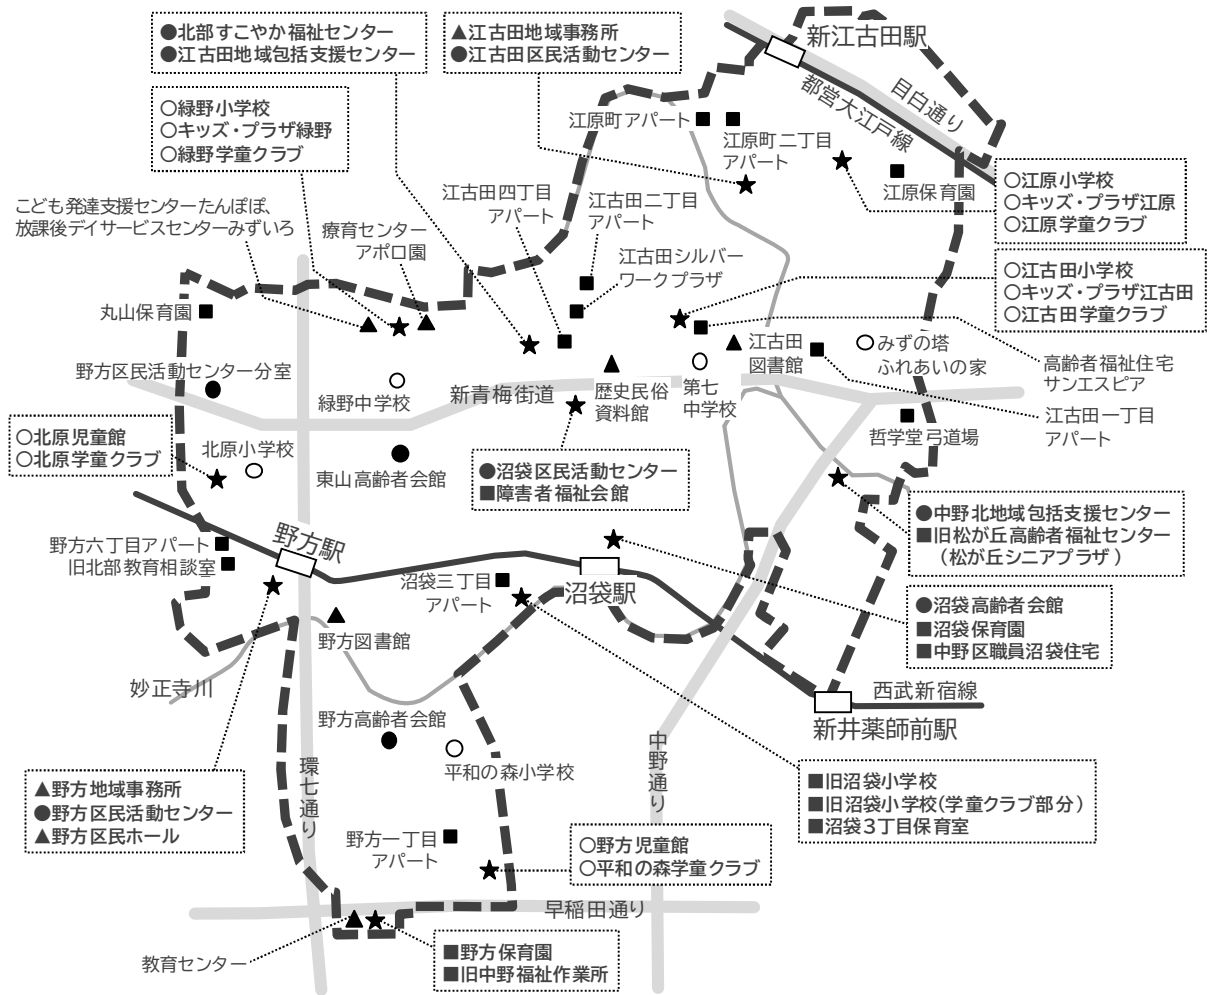 ●北部すこやか福祉センター
●江古田地域包括支援センター
▲江古田地域事務所
●江古田区民活動センター
新江古田駅
目白通り
都営大江戸線
○緑野小学校
○キッズ・プラザ緑野
○緑野学童クラブ
江原町アパート
江原町二丁目
アパート
江原保育園
○江原小学校
○キッズ・プラザ江原
○江原学童クラブ
こども発達支援センターたんぽぽ、
放課後デイサービスセンターみずいろ
療育センター
アポロ園
江古田四丁目
アパート
江古田二丁目
アパート
江古田シルバー
ワークプラザ
○江古田小学校
○キッズ・プラザ江古田
○江古田学童クラブ
丸山保育園
江古田
図書館
みずの塔
ふれあいの家
高齢者福祉住宅
サンエスピア
野方区民活動センター分室
緑野中学校
新青梅街道
歴史民俗
資料館
第七
中学校
江古田一丁目
アパート
○北原児童館
○北原学童クラブ
北原小学校
東山高齢者会館
哲学堂弓道場
●沼袋区民活動センター
■障害者福祉会館
●中野北地域包括支援センター
■旧松が丘高齢者福祉センター
（松が丘シニアプラザ）
野方駅
野方六丁目アパート
旧北部教育相談室
沼袋三丁目
アパート
沼袋駅
●沼袋高齢者会館
■沼袋保育園
■中野区職員沼袋住宅
野方図書館
妙正寺川
西武新宿線
新井薬師前駅
野方高齢者会館
平和の森小学校
中野通り
環七通り
▲野方地域事務所
●野方区民活動センター
▲野方区民ホール
■旧沼袋小学校
■旧沼袋小学校(学童クラブ部分)
■沼袋3丁目保育室
野方一丁目
アパート
○野方児童館
○平和の森学童クラブ
早稲田通り
教育センター
■野方保育園
■旧中野福祉作業所